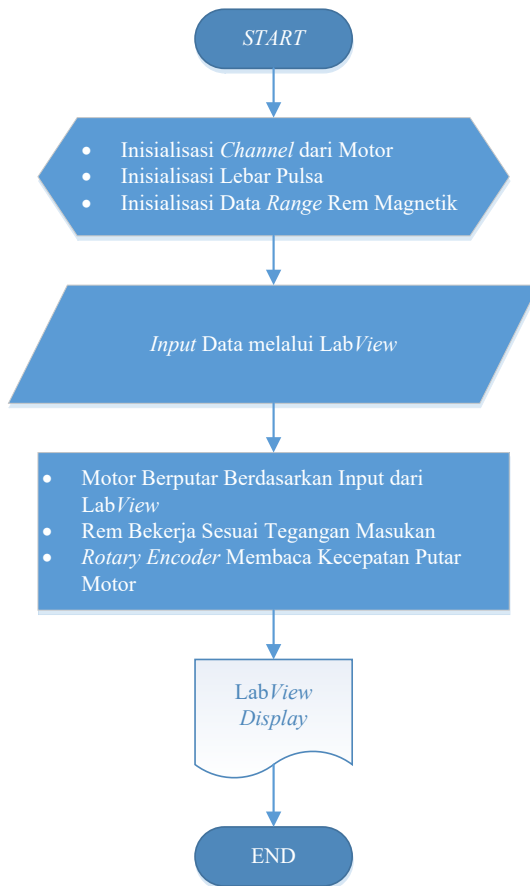 START
• Inisialisasi Channel dari Motor
• Inisialisasi Lebar Pulsa
• Inisialisasi Data Range Rem Magnetik
Input Data melalui LabView
• Motor Berputar Berdasarkan Input dari
LabView
• Rem Bekerja Sesuai Tegangan Masukan
• Rotary Encoder Membaca Kecepatan Putar
Motor
LabView
Display
END